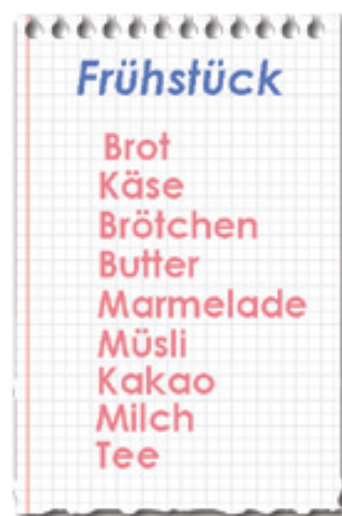 Frühstück
Brot
Käse
Brötchen
Butter
Marmelade
Müsli
Kakao
Milch
Tee